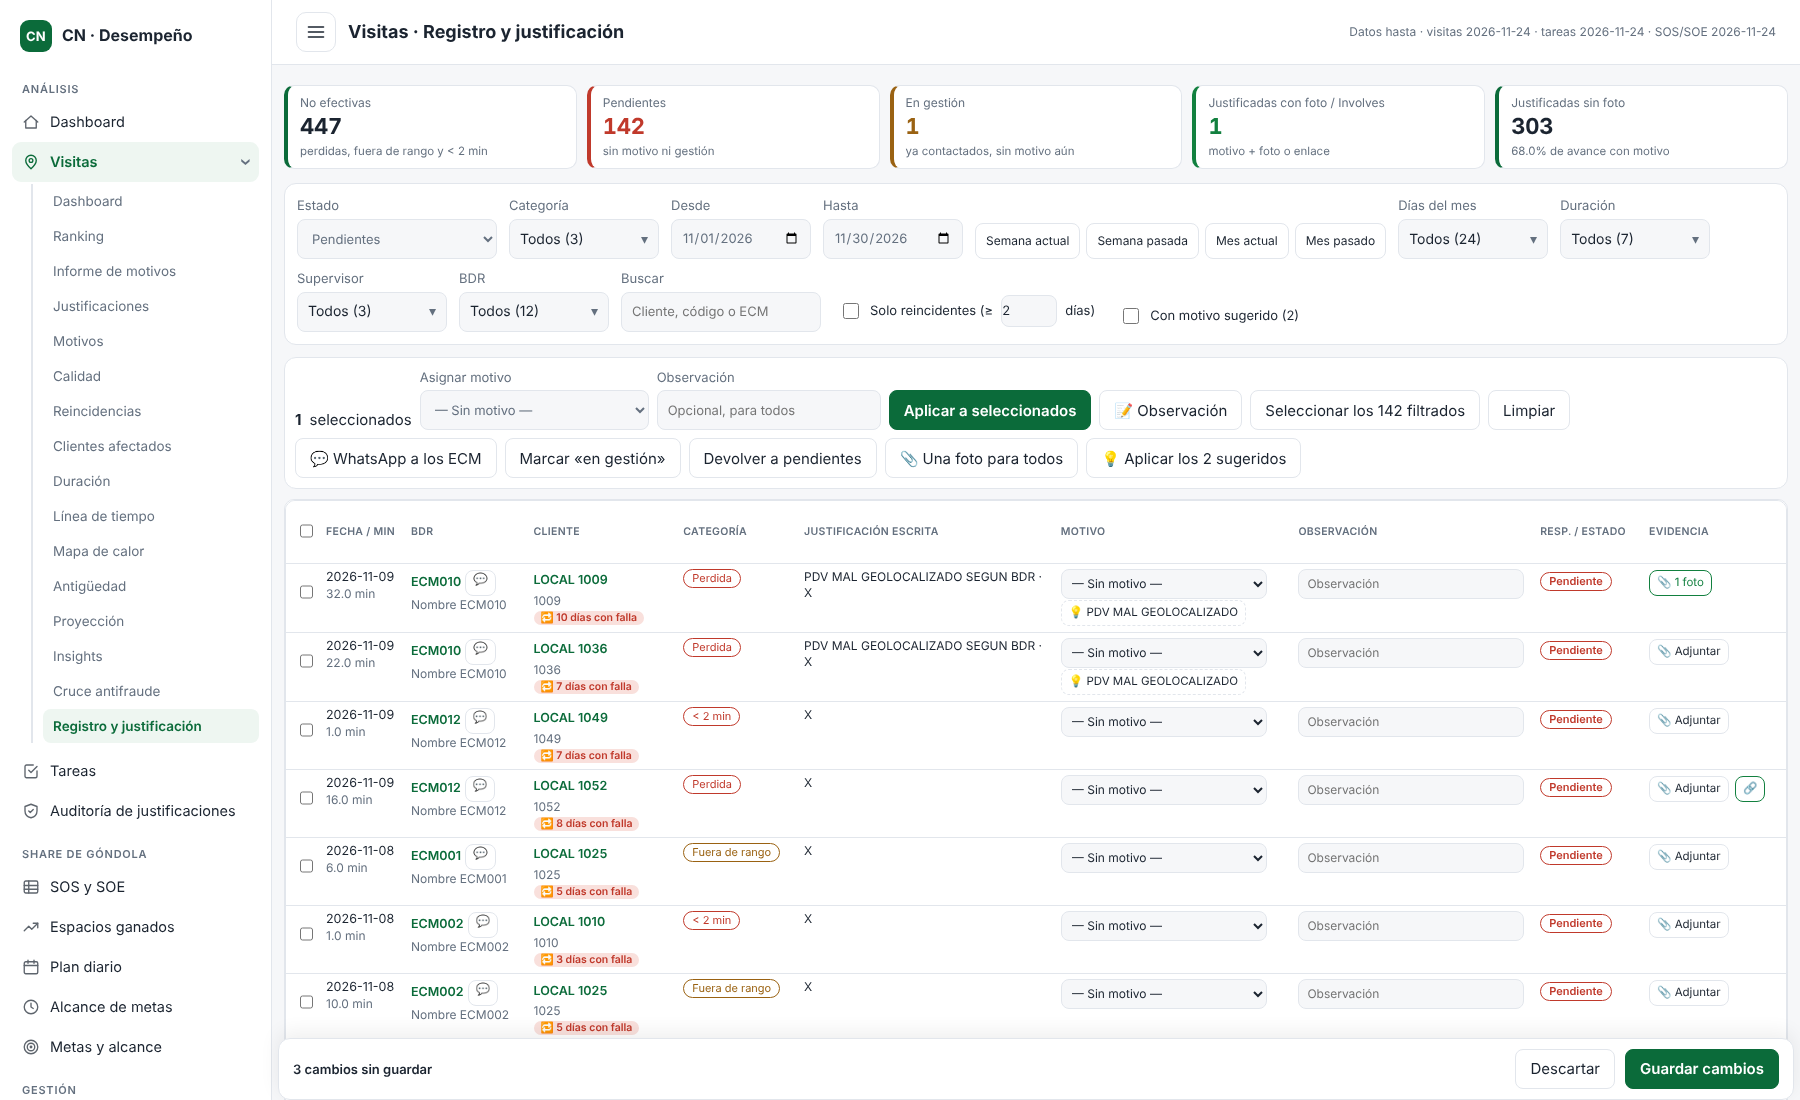 CN
CN · Desempeño
ANÁLISIS
Dashboard
Visitas
Dashboard
Ranking
Informe de motivos
Justificaciones
Motivos
Calidad
Reincidencias
Clientes afectados
Duración
Línea de tiempo
Mapa de calor
Antigüedad
Proyección
Insights
Cruce antifraude
Registro y justificación
Tareas
Auditoría de justificaciones
SHARE DE GÓNDOLA
SOS y SOE
Espacios ganados
Plan diario
Alcance de metas
Metas y alcance
GESTIÓN
Visitas · Registro y justificación
Datos hasta · visitas 2026-11-24 · tareas 2026-11-24 · SOS/SOE 2026-11-24
No efectivas
447
perdidas, fuera de rango y < 2 min
Pendientes
142
sin motivo ni gestión
En gestión
1
ya contactados, sin motivo aún
Justificadas con foto / Involves
1
motivo + foto o enlace
Justificadas sin foto
303
68.0% de avance con motivo
Estado
Categoría
Desde
Hasta
Días del mes
Duración
Pendientes
Todos (3)
11/01/2026
11/30/2026
Semana actual
Semana pasada
Mes actual
Mes pasado
Todos (24)
Todos (7)
Supervisor
BDR
Buscar
Todos (3)
Todos (12)
Cliente, código o ECM
Solo reincidentes (≥ 2 días)
Con motivo sugerido (2)
Asignar motivo
Observación
1 seleccionados
— Sin motivo —
Opcional, para todos
Aplicar a seleccionados
📝 Observación
Seleccionar los 142 filtrados
Limpiar
💬 WhatsApp a los ECM
Marcar «en gestión»
Devolver a pendientes
📎 Una foto para todos
💡 Aplicar los 2 sugeridos
FECHA / MIN BDR CLIENTE CATEGORÍA JUSTIFICACIÓN ESCRITA MOTIVO OBSERVACIÓN RESP. / ESTADO EVIDENCIA
2026-11-09 ECM010 💬 LOCAL 1009 Perdida PDV MAL GEOLOCALIZADO SEGUN BDR · — Sin motivo — Observación Pendiente 📎 1 foto
32.0 min Nombre ECM010 1009 X
🔁 10 días con falla 💡 PDV MAL GEOLOCALIZADO
2026-11-09 ECM010 💬 LOCAL 1036 Perdida PDV MAL GEOLOCALIZADO SEGUN BDR · — Sin motivo — Observación Pendiente 📎 Adjuntar
22.0 min Nombre ECM010 1036 X
🔁 7 días con falla 💡 PDV MAL GEOLOCALIZADO
2026-11-09 ECM012 💬 LOCAL 1049 < 2 min X — Sin motivo — Observación Pendiente 📎 Adjuntar
1.0 min Nombre ECM012 1049
🔁 7 días con falla
2026-11-09 ECM012 💬 LOCAL 1052 Perdida X — Sin motivo — Observación Pendiente 📎 Adjuntar 🔗
16.0 min Nombre ECM012 1052
🔁 8 días con falla
2026-11-08 ECM001 💬 LOCAL 1025 Fuera de rango X — Sin motivo — Observación Pendiente 📎 Adjuntar
6.0 min Nombre ECM001 1025
🔁 5 días con falla
2026-11-08 ECM002 💬 LOCAL 1010 < 2 min X — Sin motivo — Observación Pendiente 📎 Adjuntar
1.0 min Nombre ECM002 1010
🔁 3 días con falla
2026-11-08 ECM002 💬 LOCAL 1025 Fuera de rango X — Sin motivo — Observación Pendiente 📎 Adjuntar
10.0 min Nombre ECM002 1025
🔁 5 días con falla
3 cambios sin guardar
Descartar
Guardar cambios